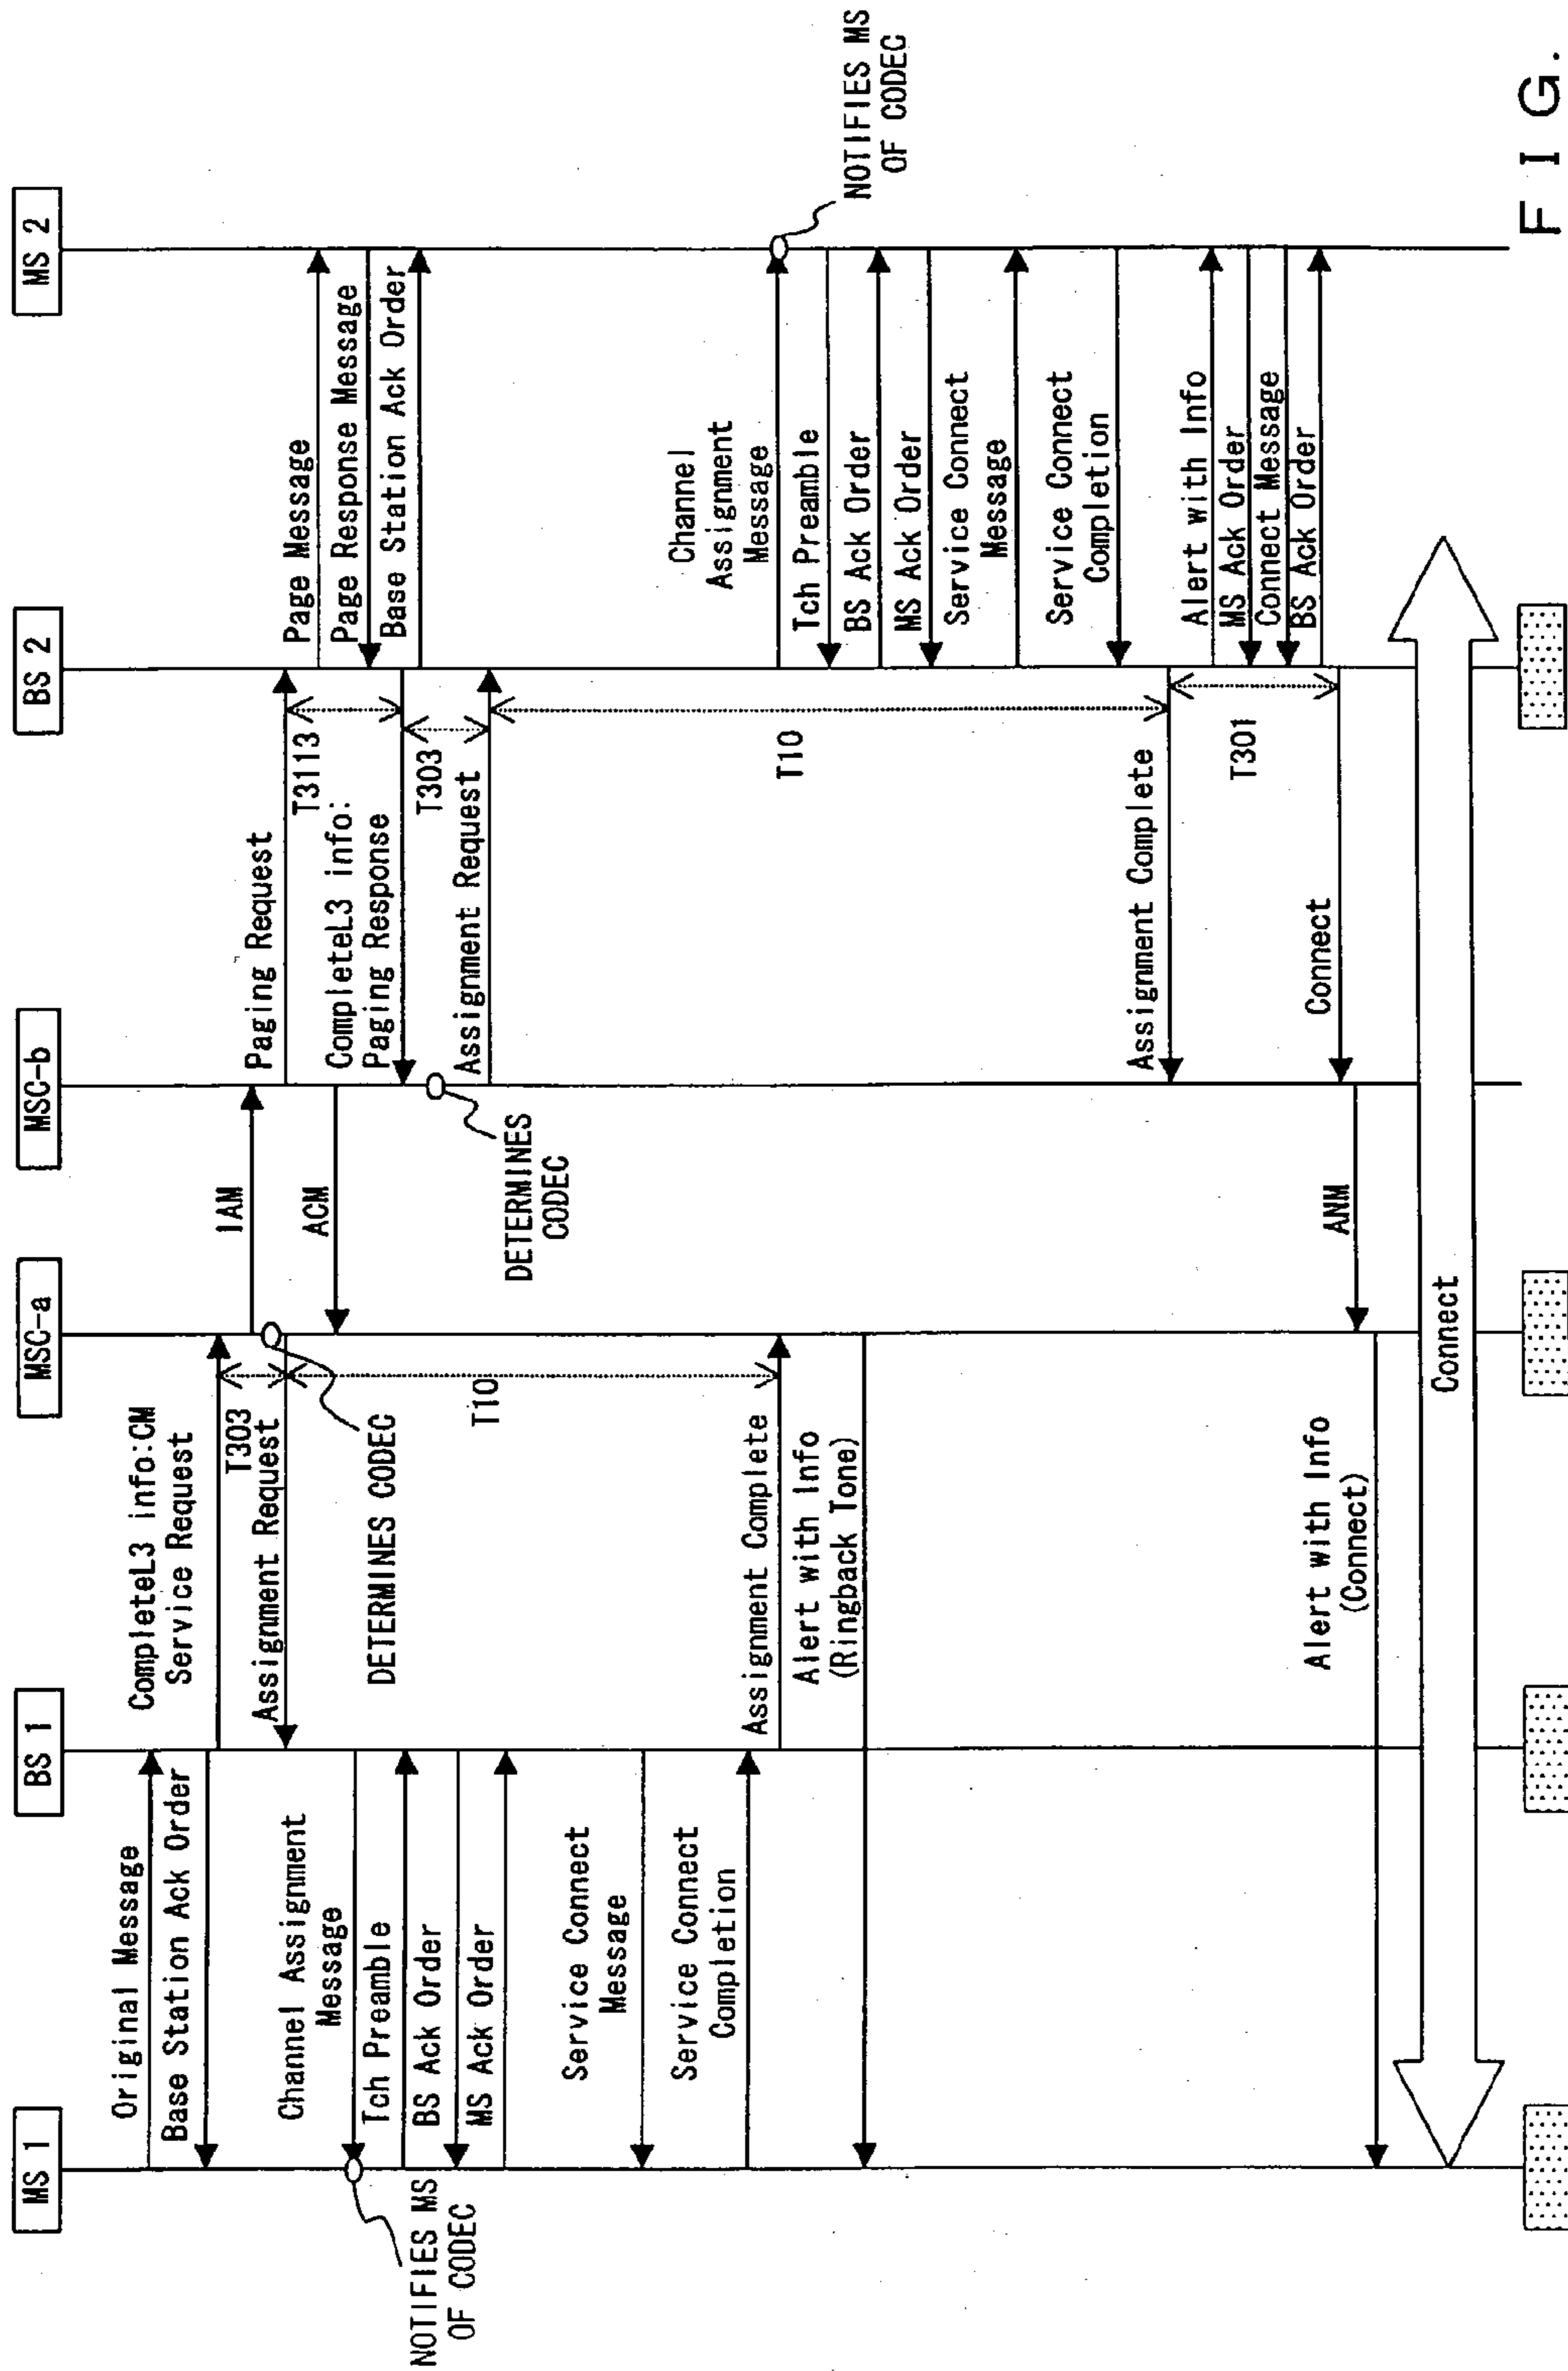 MS 1
BS 1
MSC-a
MSC-b
BS 2
MS 2
Original Message
Base Station Ack Order
CompleteL3 info:CM
Service Request
T303
Assignment Request
IAM
Paging Request
Page Message
T3113
ACM
Page Response Message
CompleteL3 info:
Paging Response
Base Station Ack Order
T303
Assignment Request
DETERMINES CODEC
DETERMINES
CODEC
Channel Assignment
Message
Tch Preamble
NOTIFIES MS
OF CODEC
BS Ack Order
MS Ack Order
T10
Service Connect
Message
Service Connect
Completion
Assignment Complete
Alert with Info
(Ringback Tone)
T10
Channel
Assignment
Message
NOTIFIES MS
OF CODEC
Tch Preamble
BS Ack Order
MS Ack Order
Service Connect
Message
Service Connect
Completion
Assignment Complete
T301
Alert with Info
MS Ack Order
Connect Message
BS Ack Order
Connect
ANM
Alert with Info
(Connect)
Connect
FIG.